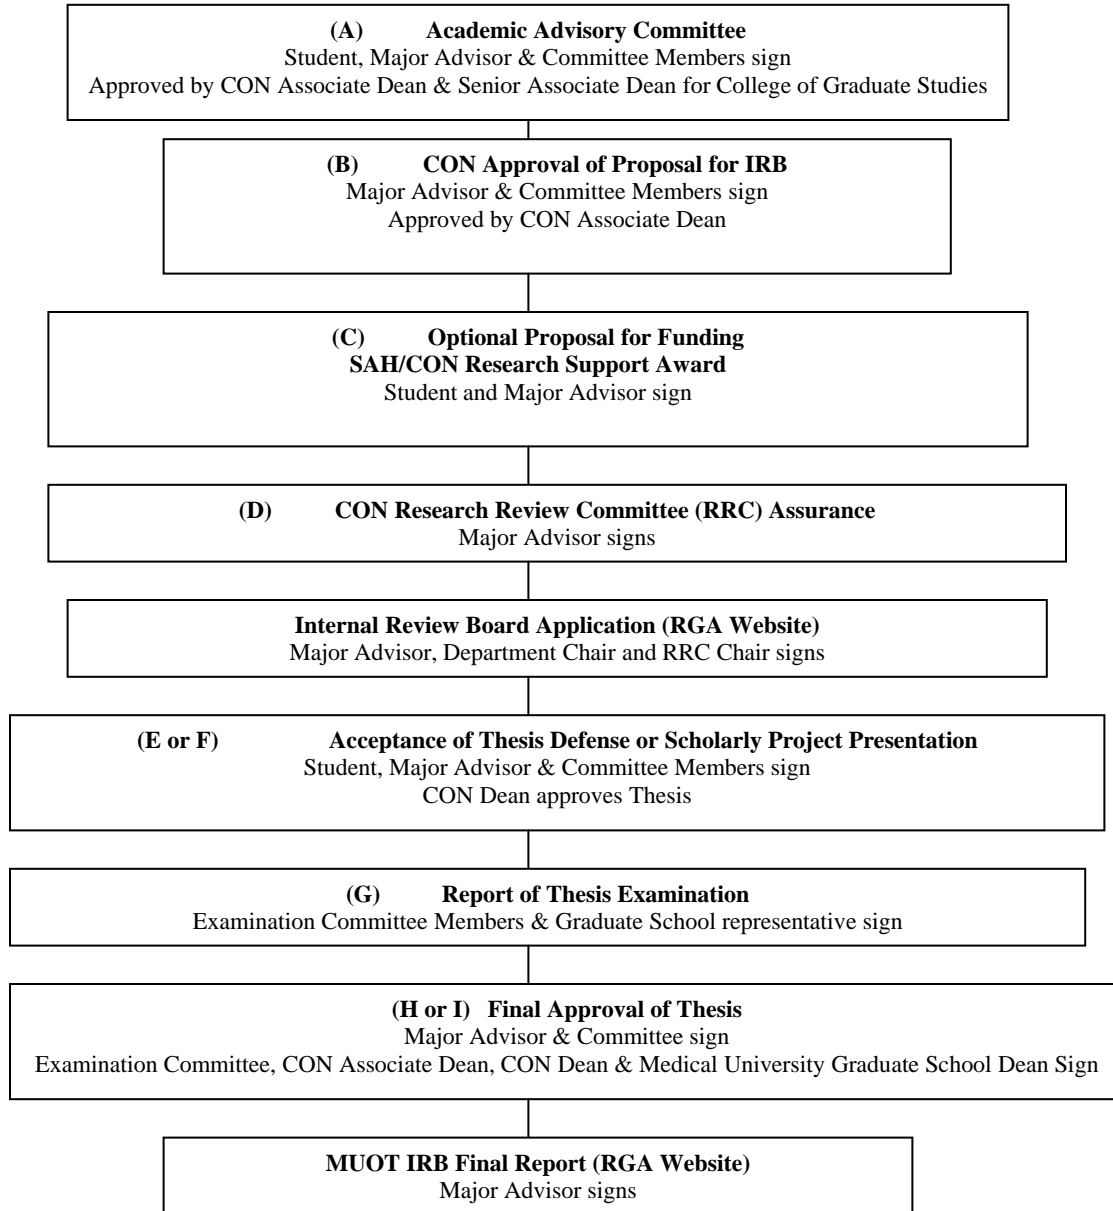 (A) Academic Advisory Committee
Student, Major Advisor & Committee Members sign
Approved by CON Associate Dean & Senior Associate Dean for College of Graduate Studies
(B) CON Approval of Proposal for IRB
Major Advisor & Committee Members sign
Approved by CON Associate Dean
(C) Optional Proposal for Funding
SAH/CON Research Support Award
Student and Major Advisor sign
(D) CON Research Review Committee (RRC) Assurance
Major Advisor signs
Internal Review Board Application (RGA Website)
Major Advisor, Department Chair and RRC Chair signs
(E or F) Acceptance of Thesis Defense or Scholarly Project Presentation
Student, Major Advisor & Committee Members sign
CON Dean approves Thesis
(G) Report of Thesis Examination
Examination Committee Members & Graduate School representative sign
(H or I) Final Approval of Thesis
Major Advisor & Committee sign
Examination Committee, CON Associate Dean, CON Dean & Medical University Graduate School Dean Sign
MUOT IRB Final Report (RGA Website)
Major Advisor signs